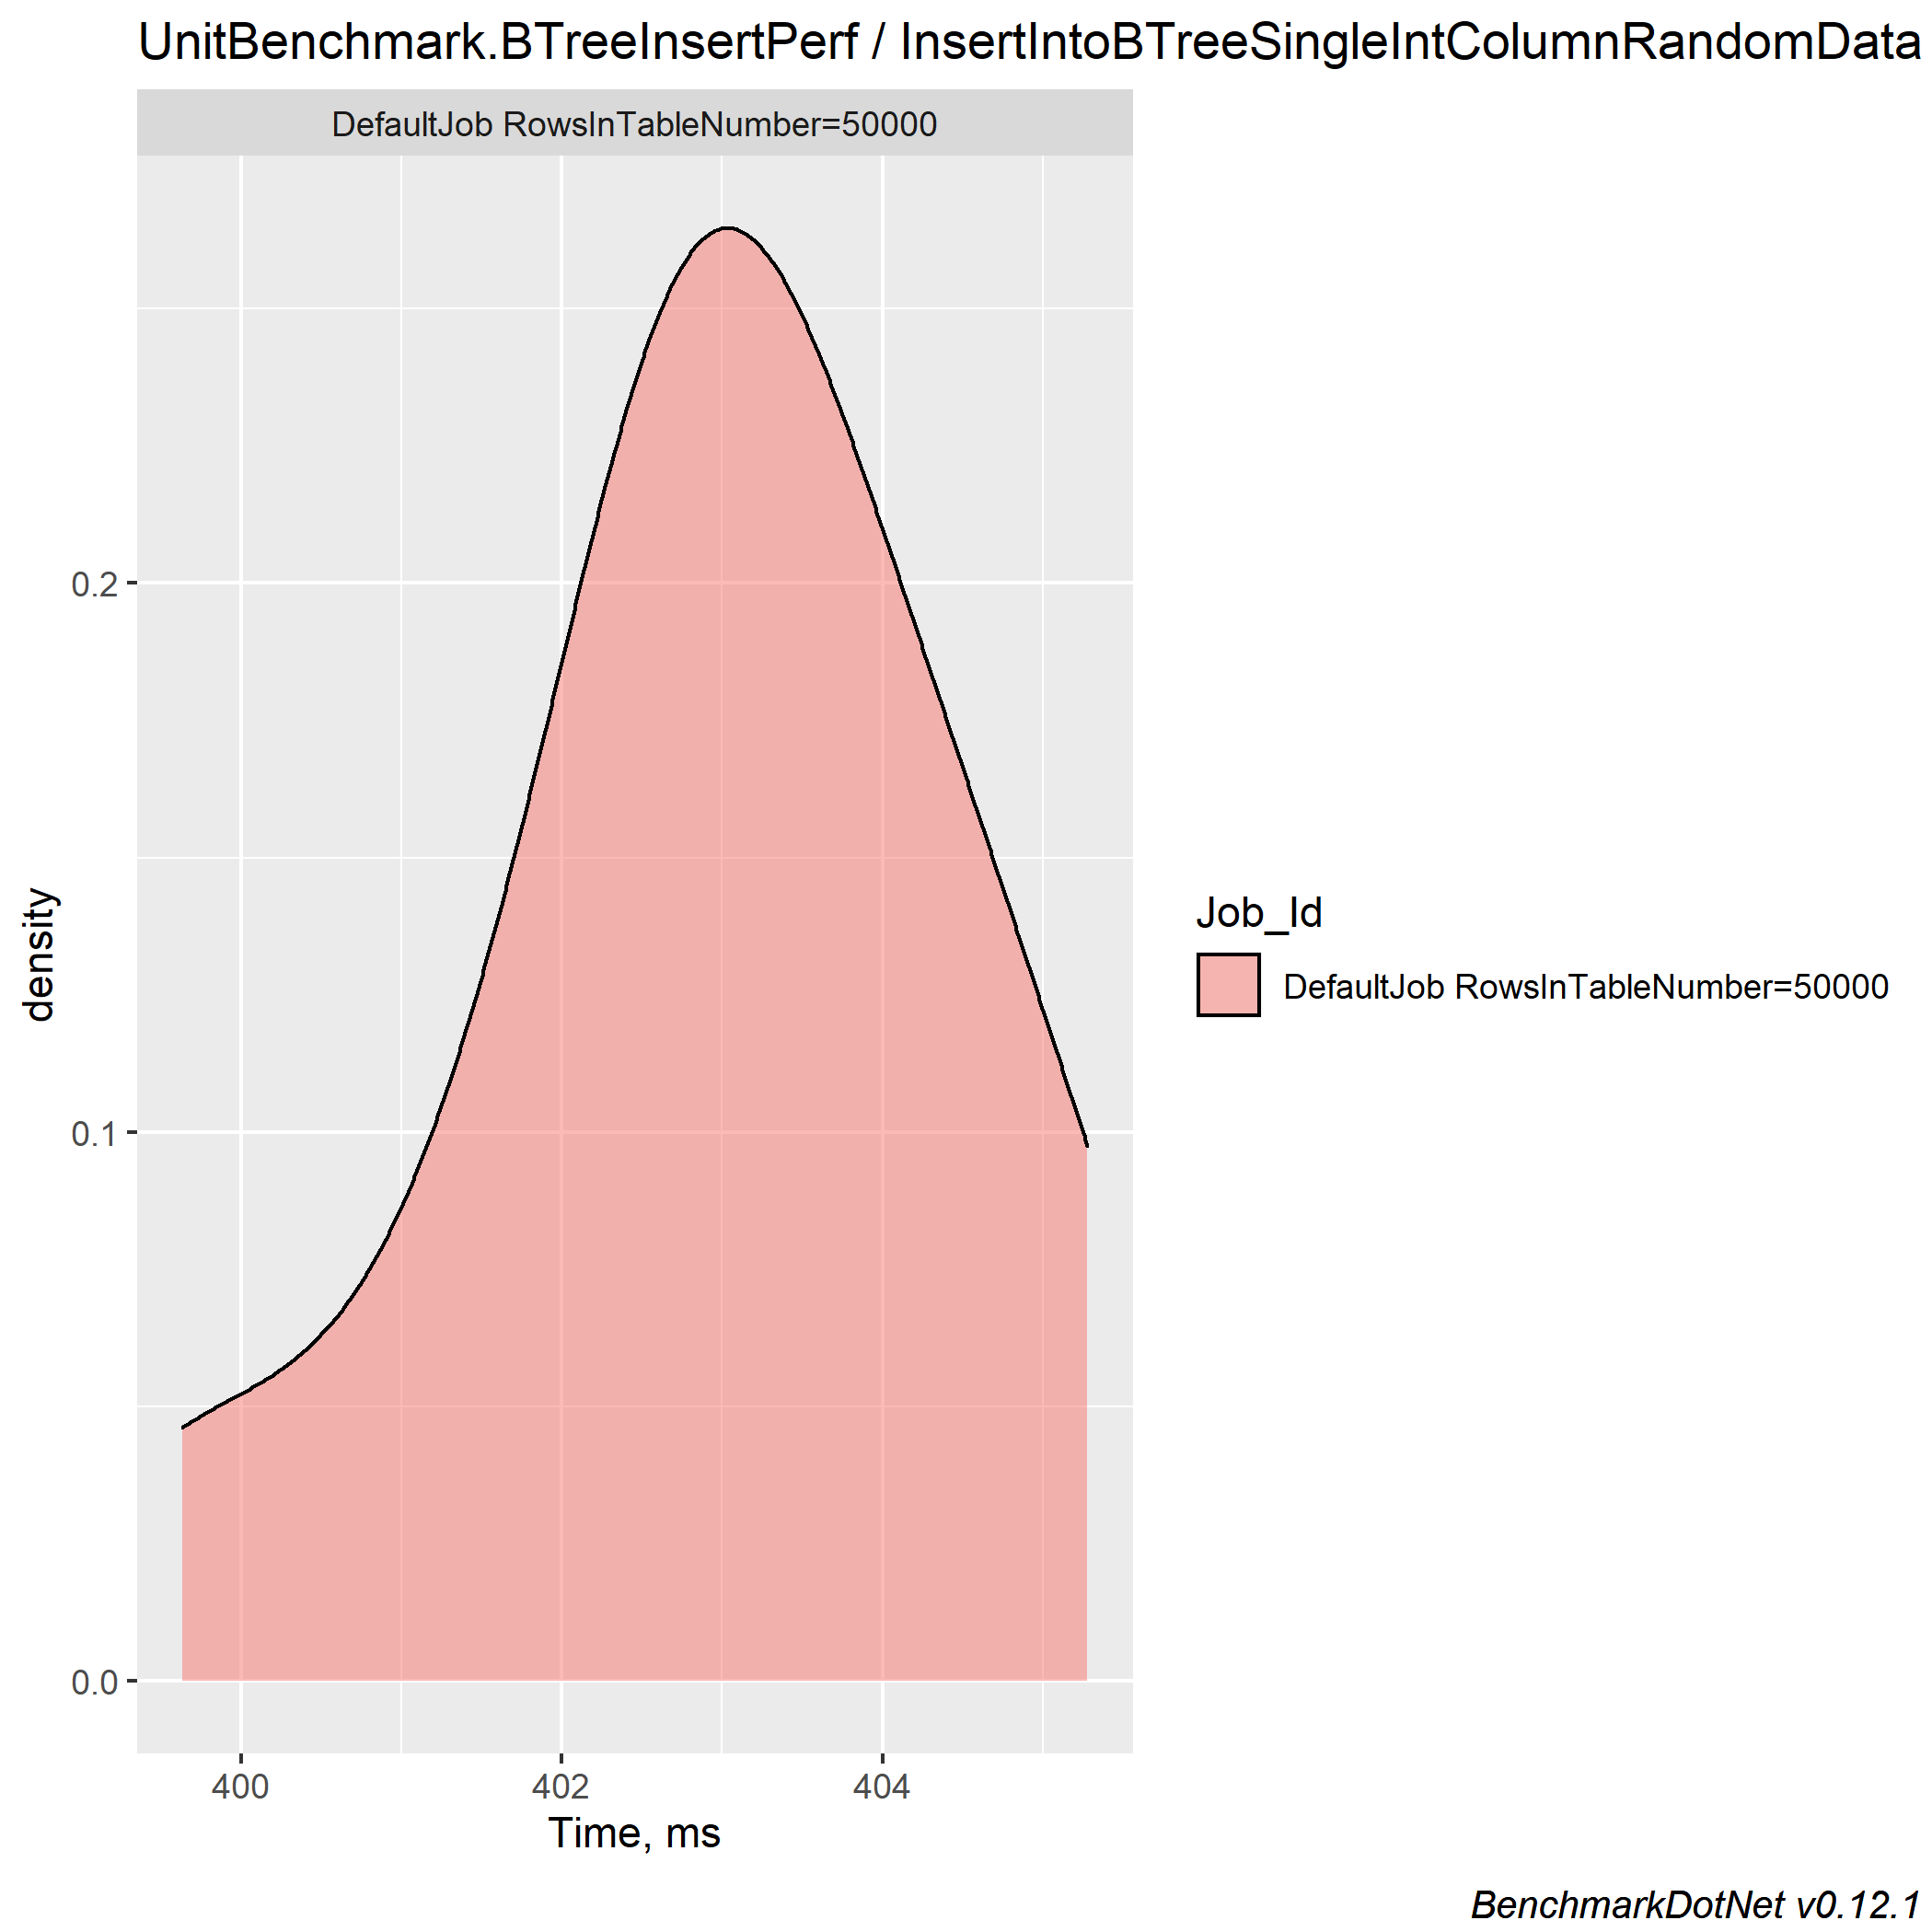 UnitBenchmark.BTreeInsertPerf / InsertIntoBTreeSingleIntColumnRandomData
DefaultJob RowsInTableNumber=50000
0.2
0.1
0.0
density
400 402 404
Time, ms
Job_Id
DefaultJob RowsInTableNumber=50000
BenchmarkDotNet v0.12.1